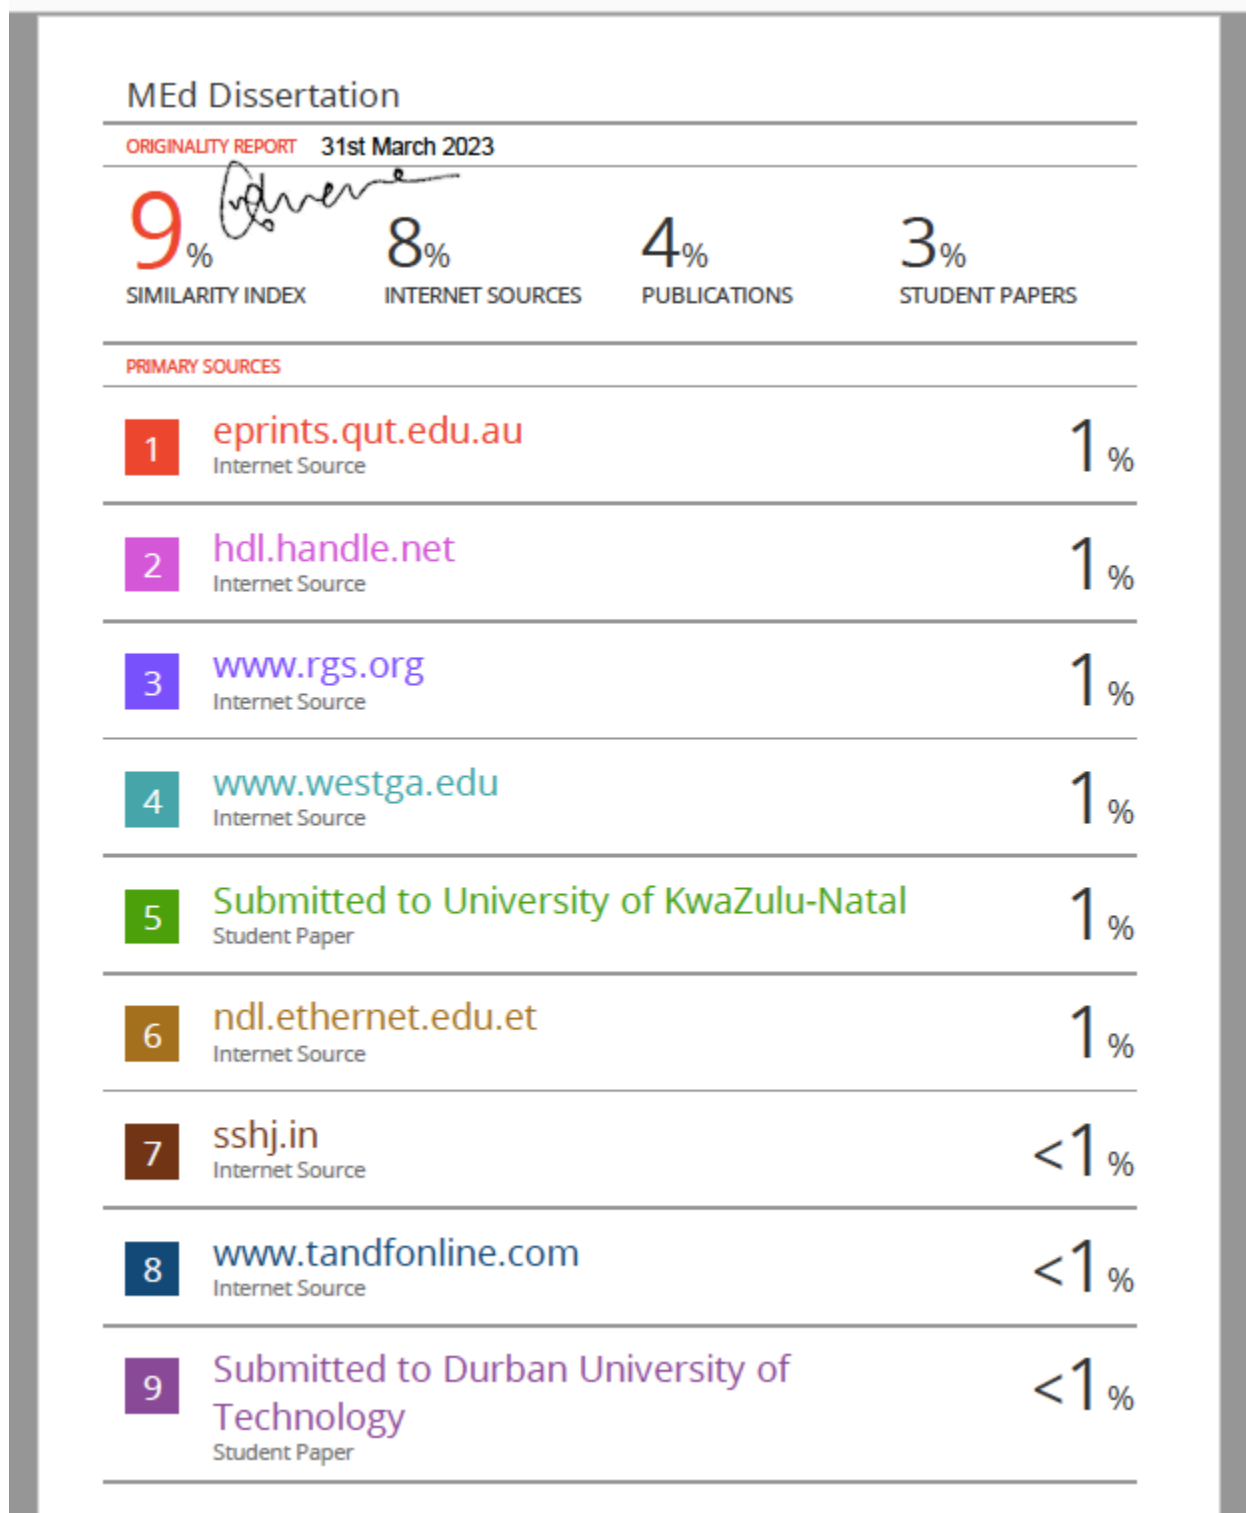 MEd Dissertation
ORIGINALITY REPORT 31st March 2023
9% 8% 4% 3%
SIMILARITY INDEX INTERNET SOURCES PUBLICATIONS STUDENT PAPERS
PRIMARY SOURCES
1 eprints.qut.edu.au 1%
Internet Source
2 hdl.handle.net 1%
Internet Source
3 www.rgs.org 1%
Internet Source
4 www.westga.edu 1%
Internet Source
5 Submitted to University of KwaZulu-Natal 1%
Student Paper
6 ndl.ethernet.edu.et 1%
Internet Source
7 sshj.in <1%
Internet Source
8 www.tandfonline.com <1%
Internet Source
9 Submitted to Durban University of <1%
Technology
Student Paper